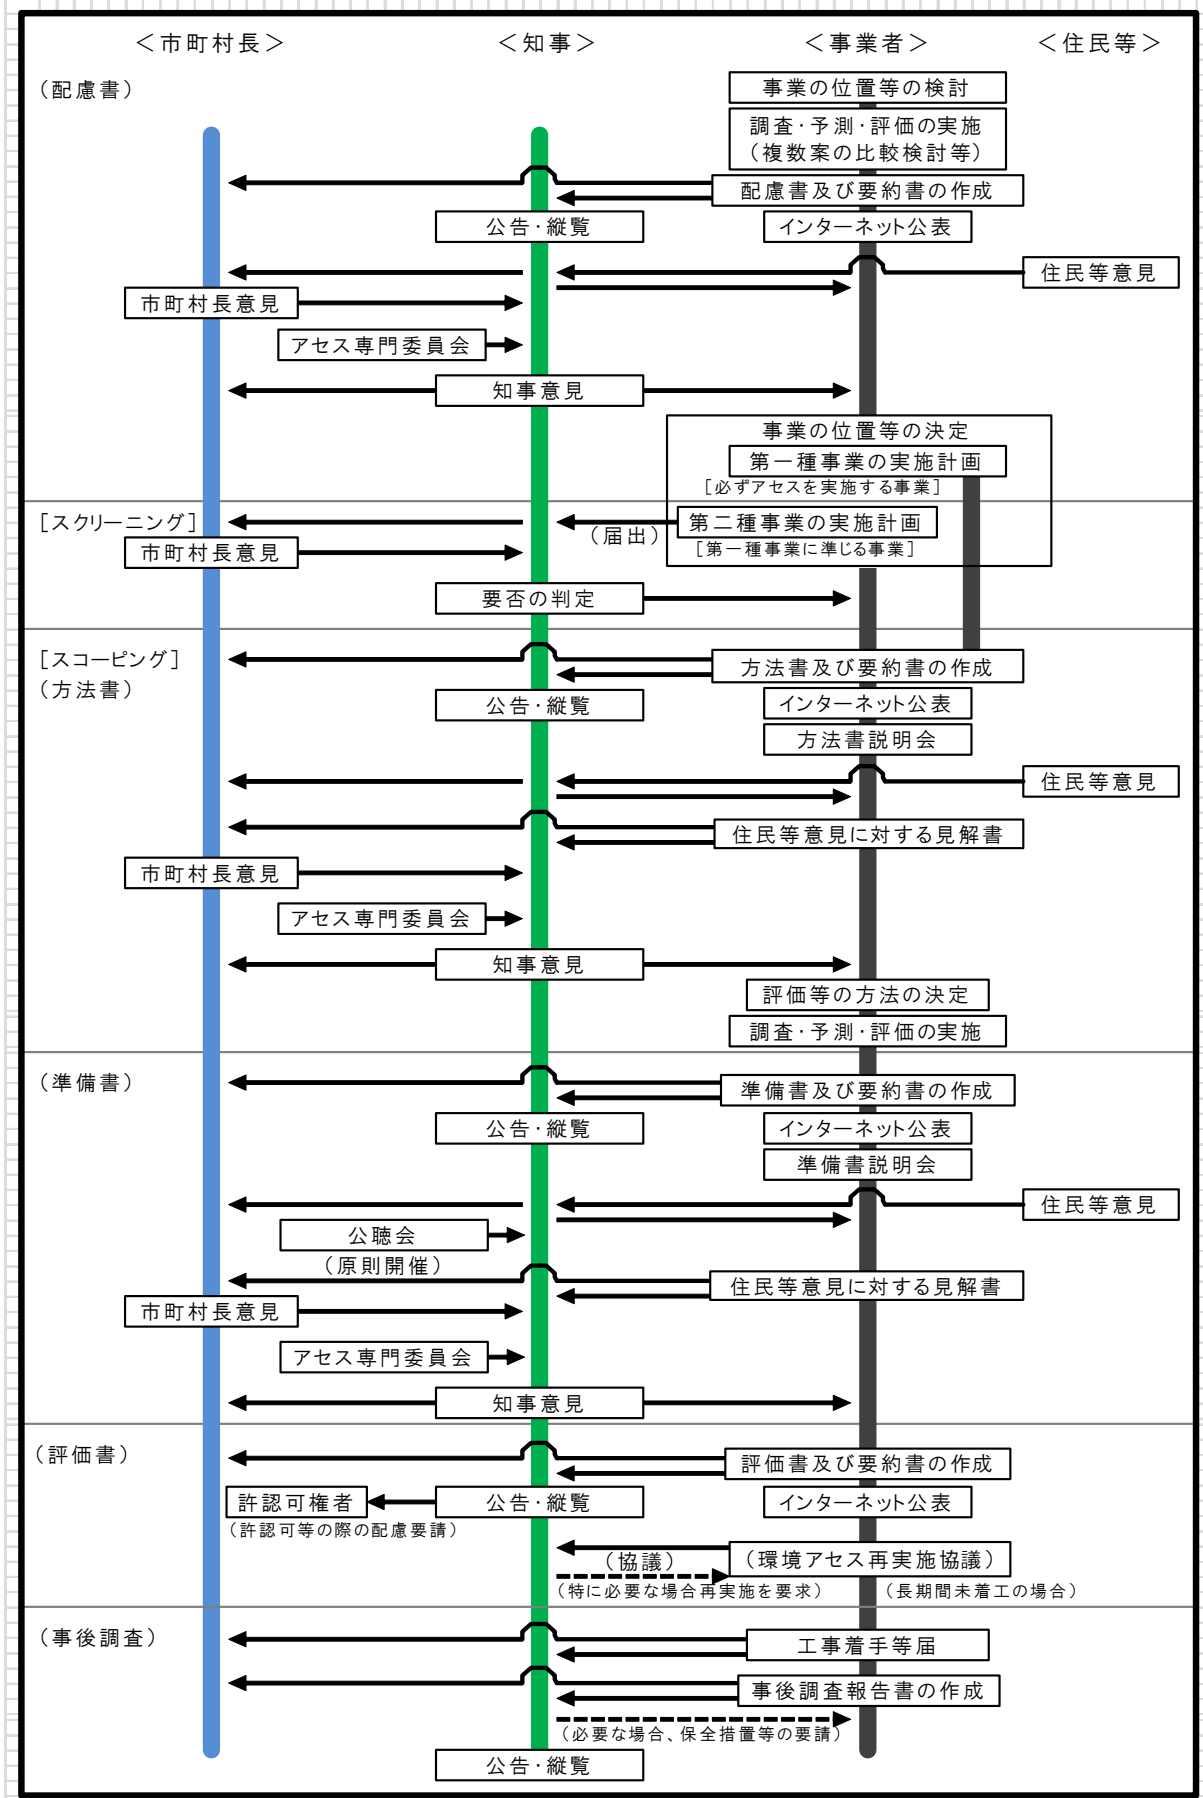 ＜市町村長＞ ＜知事＞ ＜事業者＞ ＜住民等＞
（配慮書）
事業の位置等の検討
調査・予測・評価の実施
（複数案の比較検討等）
配慮書及び要約書の作成
公告・縦覧 インターネット公表
住民等意見
市町村長意見
アセス専門委員会
知事意見
事業の位置等の決定
第一種事業の実施計画
［必ずアセスを実施する事業］
［スクリーニング］ （届出） 第二種事業の実施計画
市町村長意見 ［第一種事業に準じる事業］
要否の判定
［スコーピング］ 方法書及び要約書の作成
（方法書） 公告・縦覧 インターネット公表
方法書説明会
住民等意見
住民等意見に対する見解書
市町村長意見
アセス専門委員会
知事意見
評価等の方法の決定
調査・予測・評価の実施
（準備書） 準備書及び要約書の作成
公告・縦覧 インターネット公表
準備書説明会
住民等意見
公聴会
（原則開催）
住民等意見に対する見解書
市町村長意見
アセス専門委員会
知事意見
（評価書） 評価書及び要約書の作成
許認可権者 公告・縦覧 インターネット公表
（許認可等の際の配慮要請）
（協議） （環境アセス再実施協議）
（特に必要な場合再実施を要求） （長期間未着工の場合）
（事後調査） 工事着手等届
事後調査報告書の作成
（必要な場合、保全措置等の要請）
公告・縦覧